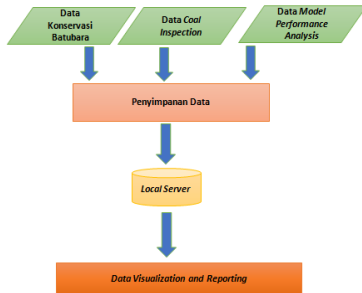 Data
Konservasi
Batubara
Data Coal
Inspection
Data Model
Performance
Analysis
Penyimpanan Data
Local Server
Data Visualization and Reporting